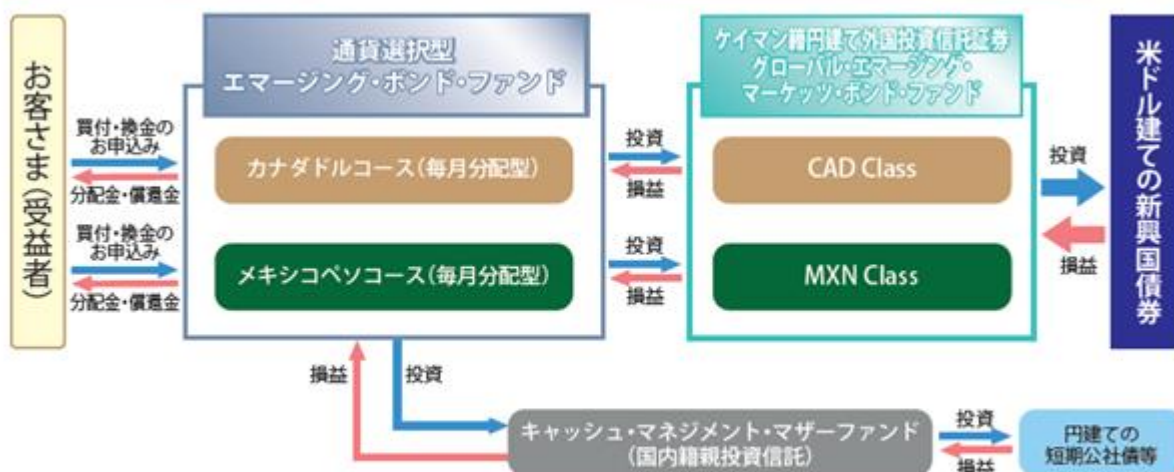 お客さま(受益者)
買付・換金の
お申込み
分配金・償還金
買付・換金の
お申込み
分配金・償還金
通貨選択型
エマージング・ボンド・ファンド
カナダドルコース(毎月分配型)
メキシコペソコース(毎月分配型)
投資
損益
投資
損益
ケイマン籍円建て外国投資信託証券
グローバル・エマージング・
マーケッツ・ボンド・ファンド
CAD Class
MXN Class
投資
損益
米ドル建ての新興国債券
損益
投資
キャッシュ・マネジメント・マザーファンド
(国内籍親投資信託)
投資
損益
円建ての
短期公社債等